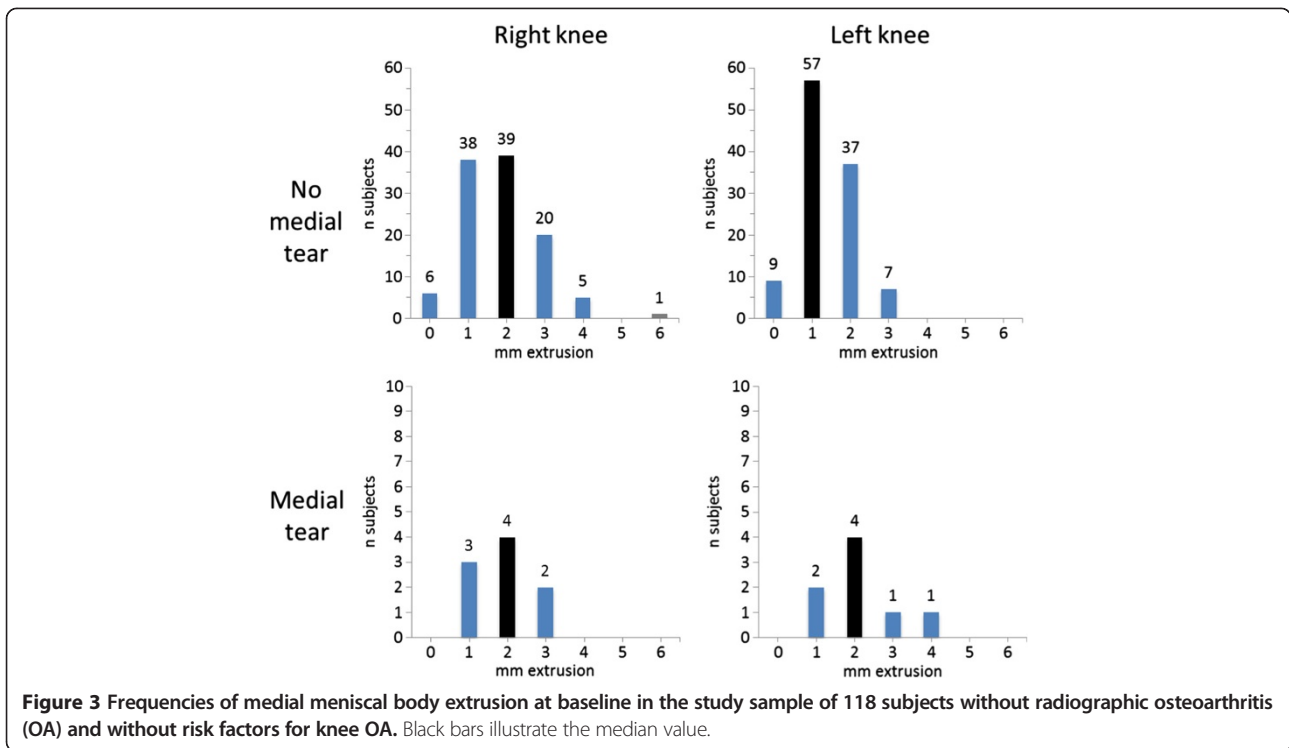 Right knee
Left knee
No
medial
tear
n subjects
60
50
40
30
20
10
0
6
38
39
20
5
1
0 1 2 3 4 5 6
mm extrusion
n subjects
60
50
40
30
20
10
0
9
57
37
7
0 1 2 3 4 5 6
mm extrusion
Medial
tear
n subjects
10
9
8
7
6
5
4
3
2
1
0
3
4
2
0 1 2 3 4 5 6
mm extrusion
n subjects
10
9
8
7
6
5
4
3
2
1
0
2
4
1
1
0 1 2 3 4 5 6
mm extrusion
Figure 3 Frequencies of medial meniscal body extrusion at baseline in the study sample of 118 subjects without radiographic osteoarthritis
(OA) and without risk factors for knee OA. Black bars illustrate the median value.